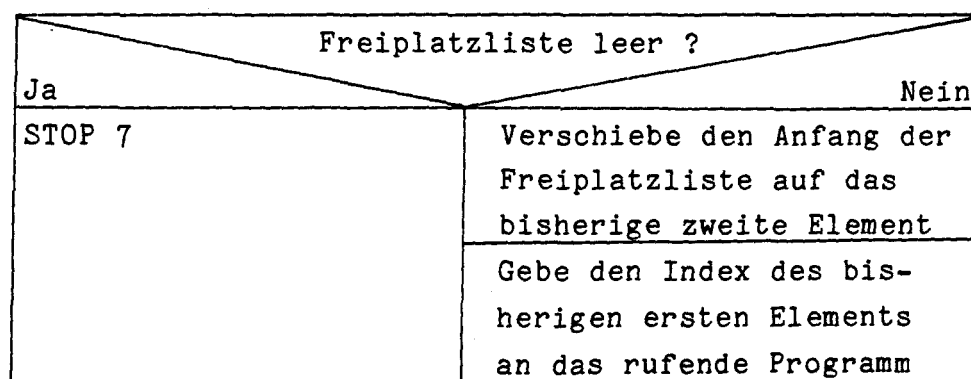 Freiplatzliste leer ?
Ja
Nein
STOP 7
Verschiebe den Anfang der
Freiplatzliste auf das
bisherige zweite Element
Gebe den Index des bis-
herigen ersten Elements
an das rufende Programm